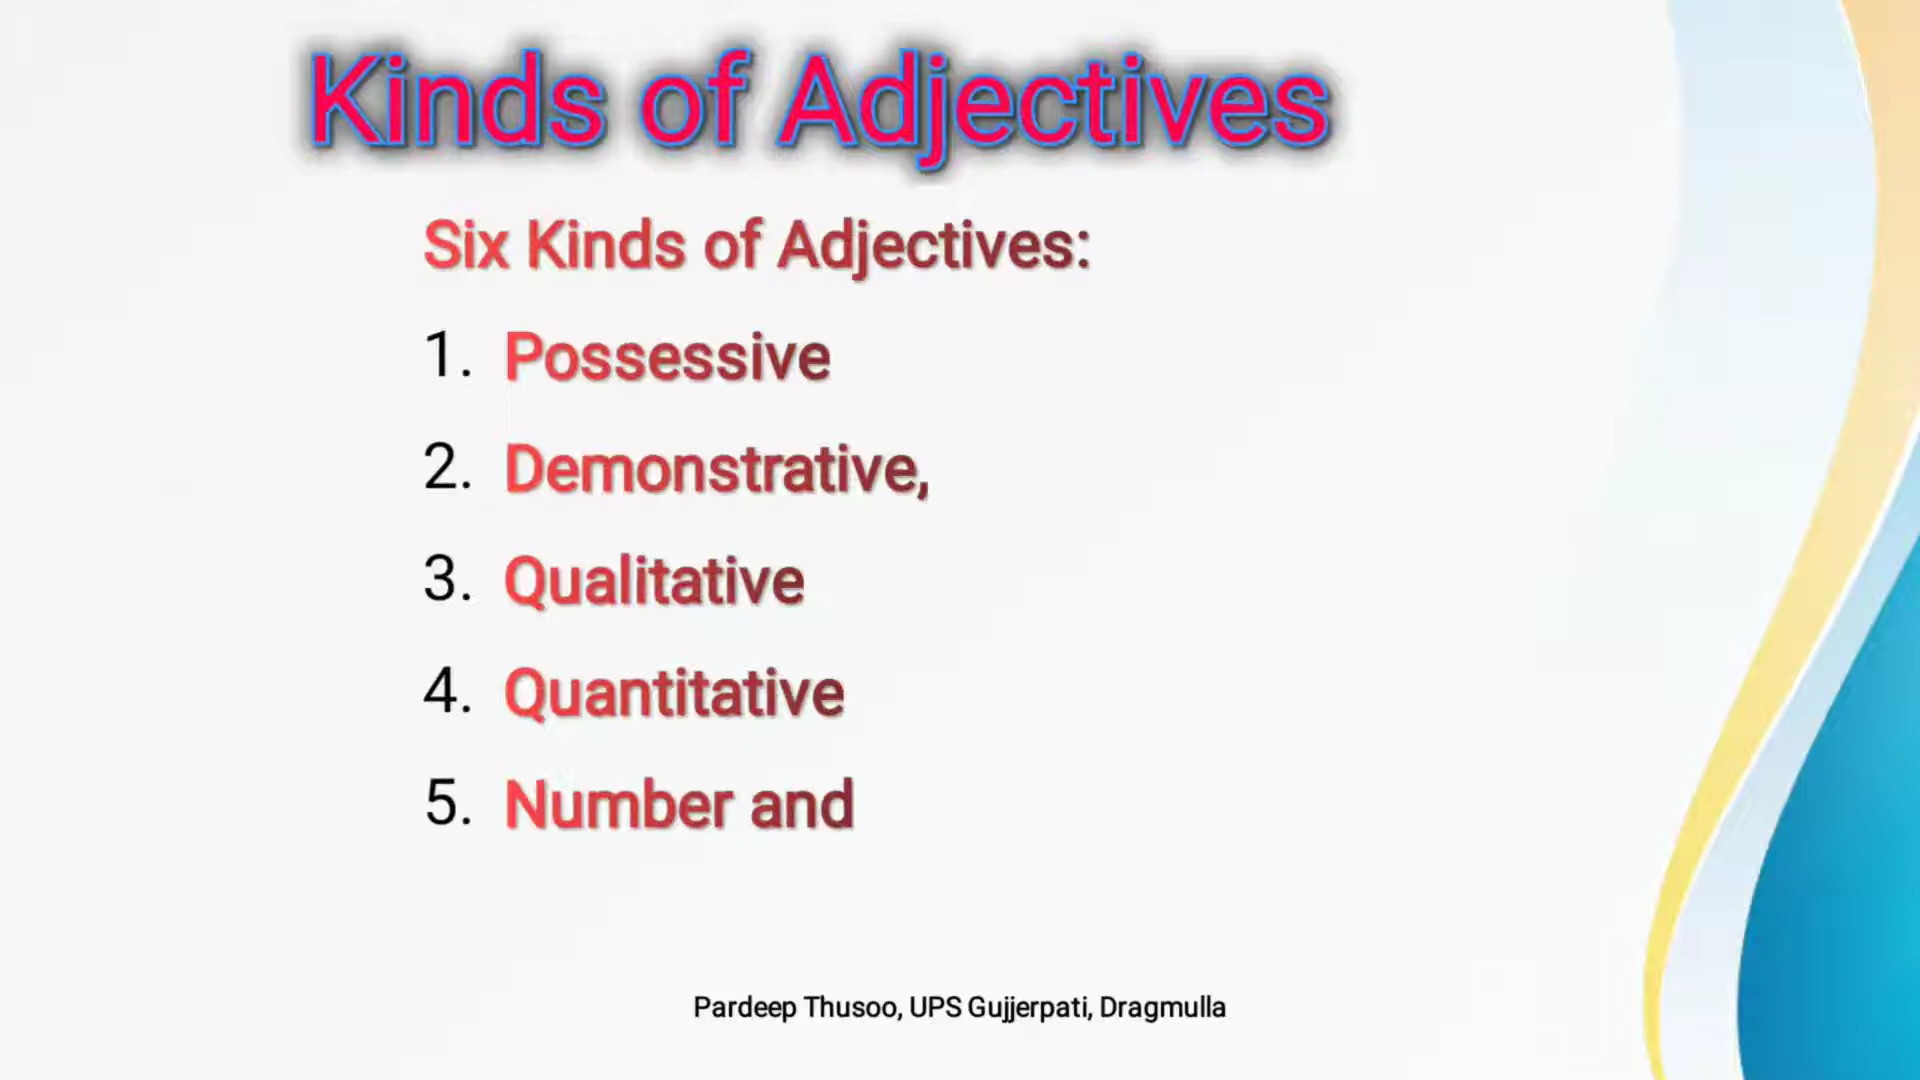 Kinds of Adjectives
Six Kinds of Adjectives:
1. Possessive
2. Demonstrative,
3. Qualitative
4. Quantitative
5. Number and
Pardeep Thusoo, UPS Gujjerpati, Dragmulla